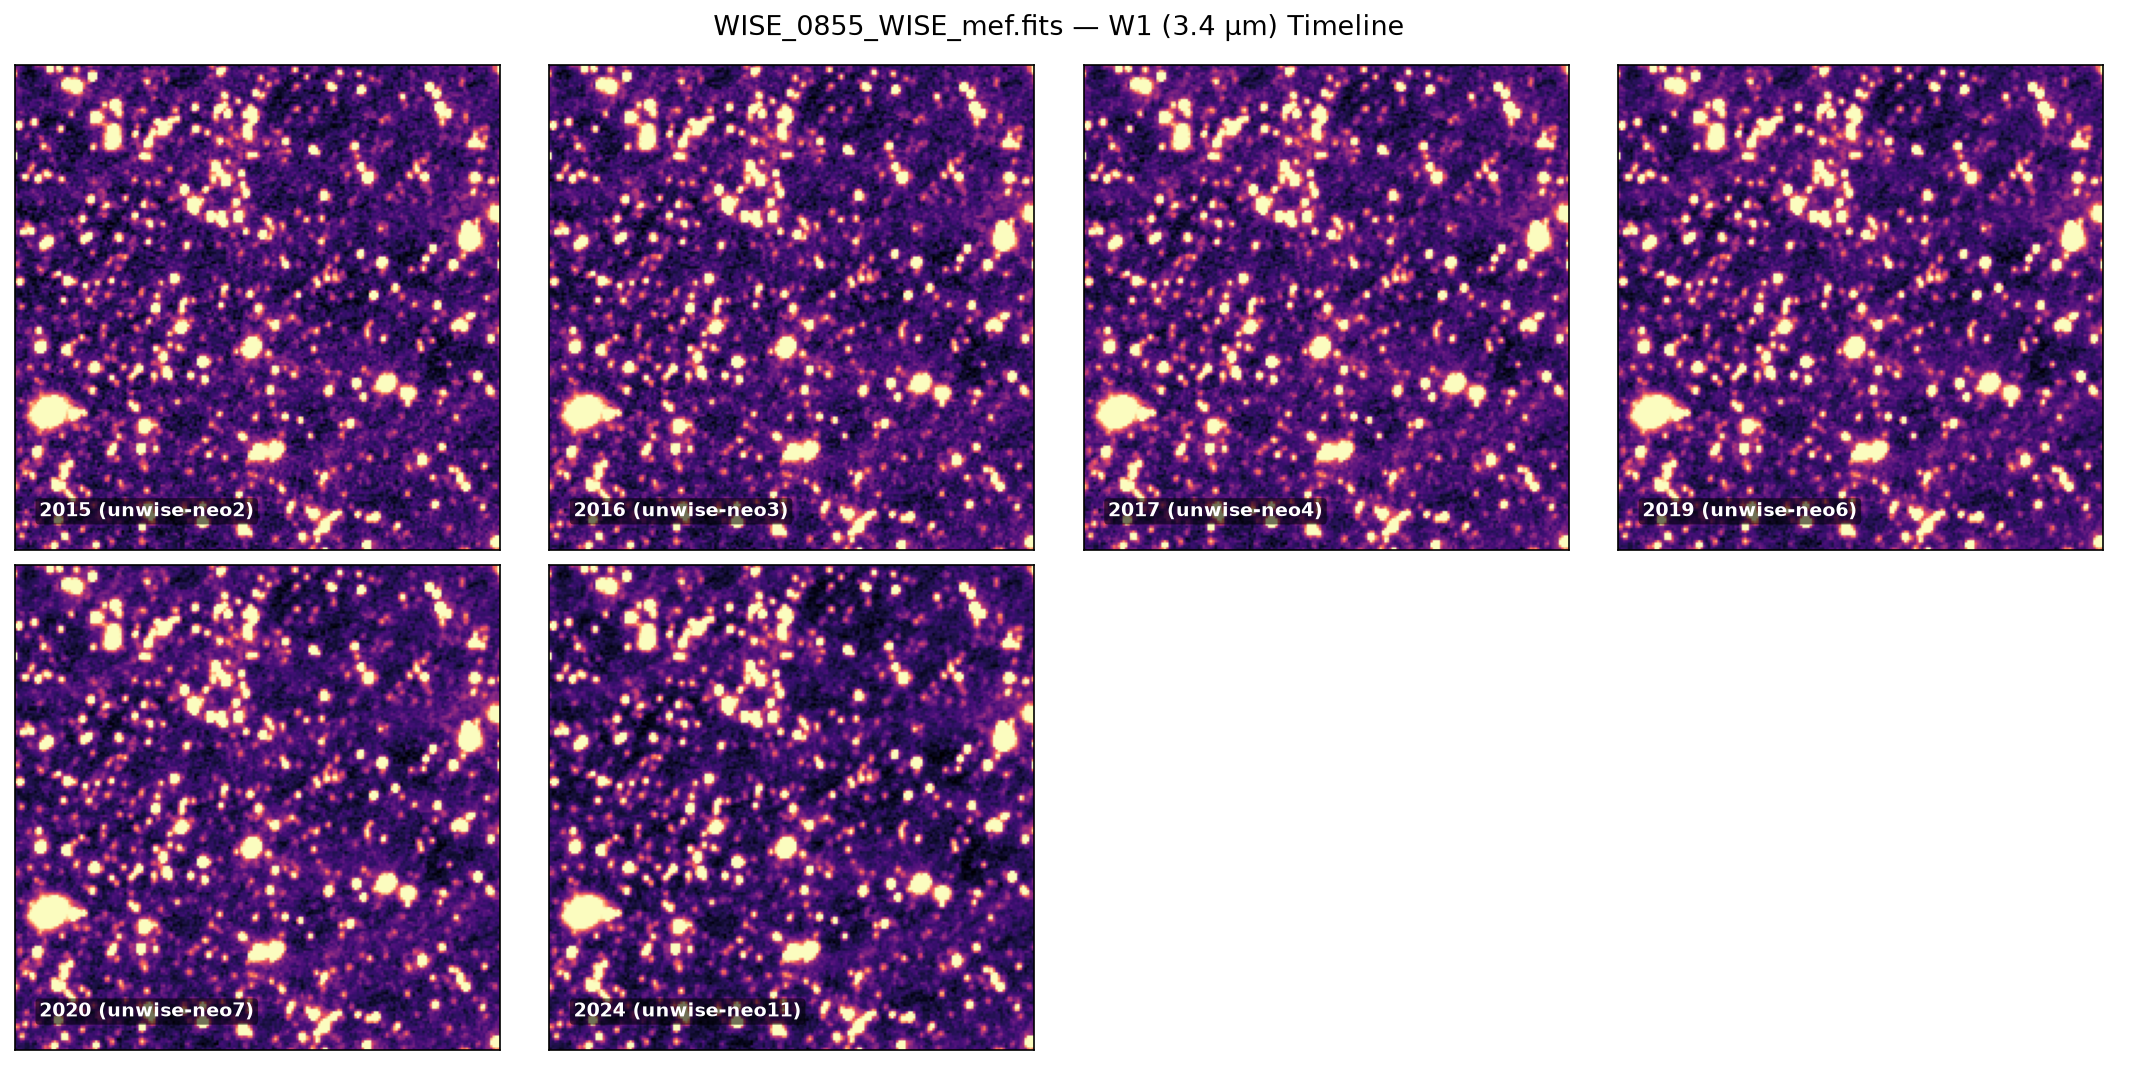 WISE_0855_WISE_mef.fits — W1 (3.4 µm) Timeline
2015 (unwise-neo2)
2016 (unwise-neo3)
2017 (unwise-neo4)
2019 (unwise-neo6)
2020 (unwise-neo7)
2024 (unwise-neo11)